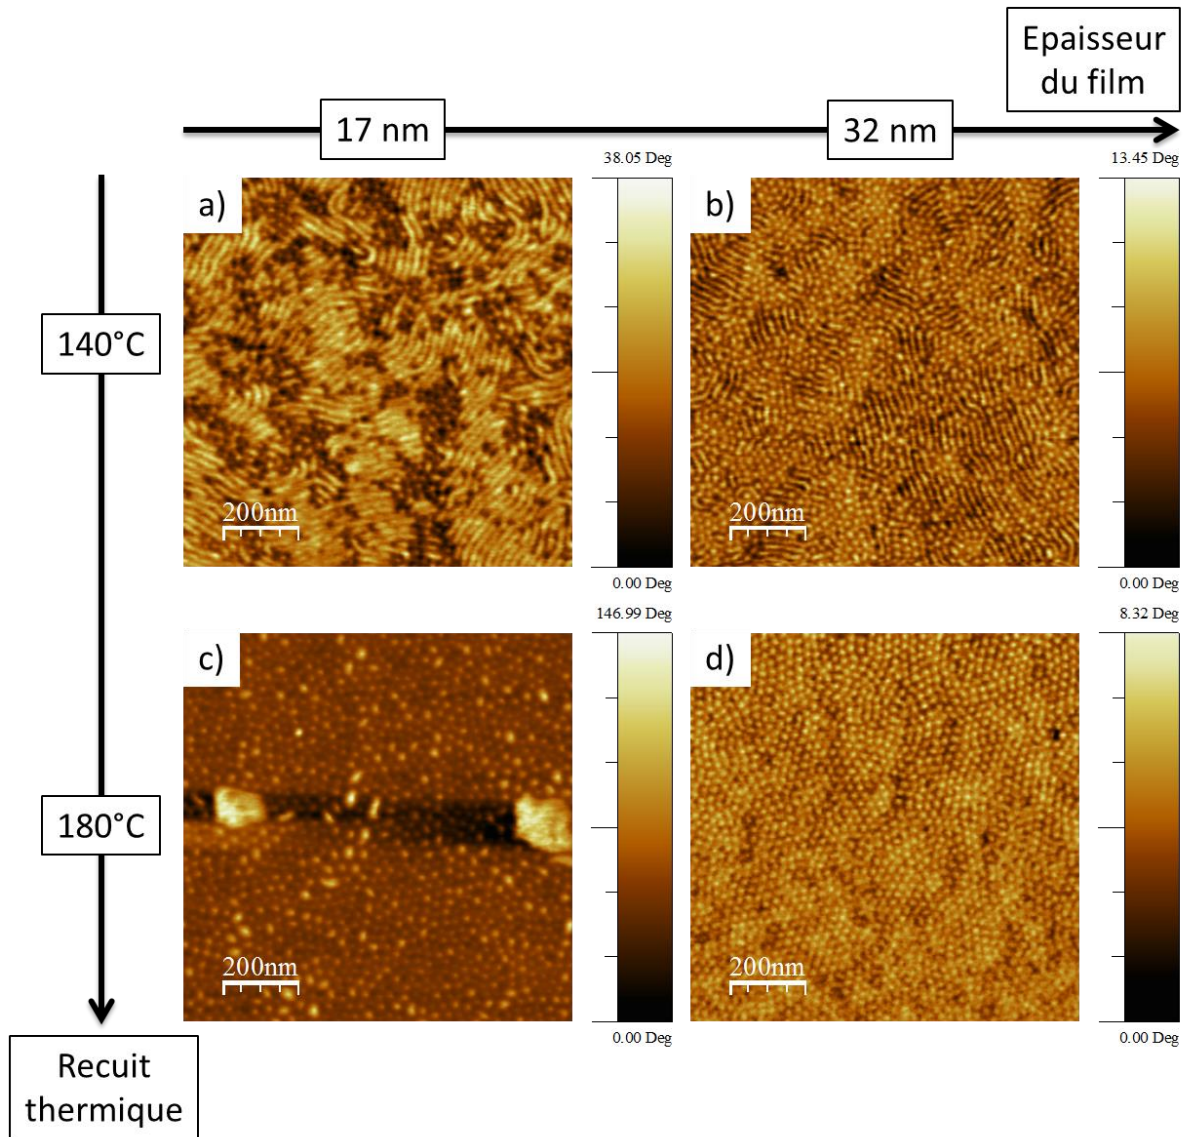 Epaisseur
du film
17 nm
32 nm
38.05 Deg
13.45 Deg
a)
b)
140°C
200nm
200nm
0.00 Deg
0.00 Deg
146.99 Deg
8.32 Deg
c)
d)
180°C
200nm
200nm
0.00 Deg
0.00 Deg
Recuit
thermique